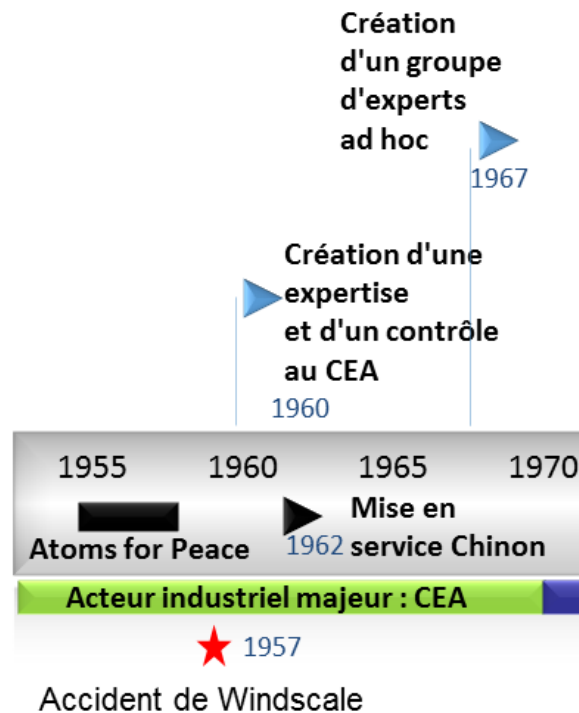 Création
d'un groupe
d'experts
ad hoc
1967
Création d'une
expertise
et d'un contrôle
au CEA
1960
1955 1960 1965 1970
Atoms for Peace
1962
Mise en
service Chinon
Acteur industriel majeur : CEA
1957
Accident de Windscale